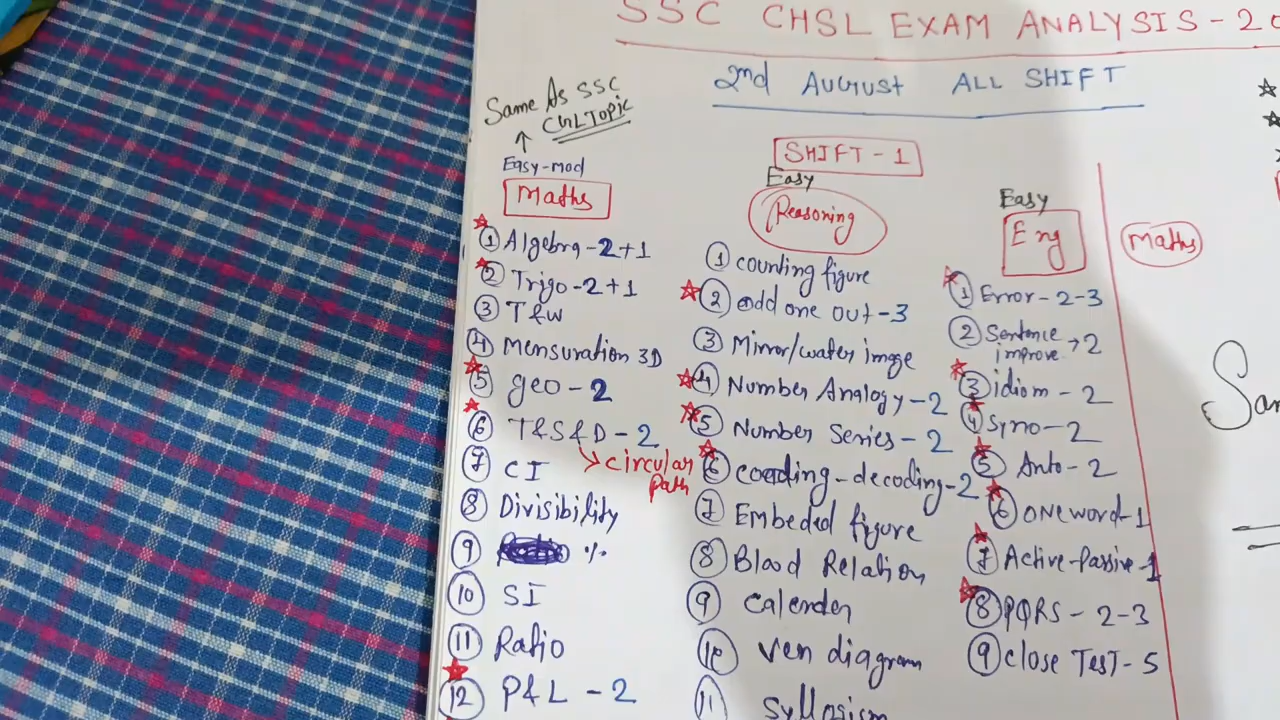 SSC CHSL EXAM ANALYSIS - 20
2nd August ALL SHIFT
Same As SSC
CGL Topic
Easy-mod
Maths
① Algebra - 2+1
② Trigo - 2+1
③ T&W
④ Mensuration 3D
⑤ geo - 2
⑥ T&S&D - 2
circular
path
⑦ CI
⑧ Divisibility
⑨ %
⑩ SI
⑪ Ratio
⑫ P&L - 2
SHIFT - 1
Easy
Reasoning
① counting figure
② odd one out - 3
③ Mirror/water image
④ Number Analogy - 2
⑤ Number Series - 2
⑥ coading-decoding-2
⑦ Embeded figure
⑧ Blood Relation
⑨ Calender
⑩ Ven diagram
⑪ Syllogism
Easy
Eng
① Error - 2-3
② Sentence
improve. → 2
③ idiom - 2
④ Syno - 2
⑤ Anto - 2
⑥ ONE word - 1
⑦ Active-Passive - 1
⑧ PQRS - 2-3
⑨ Close TesT - 5
Maths